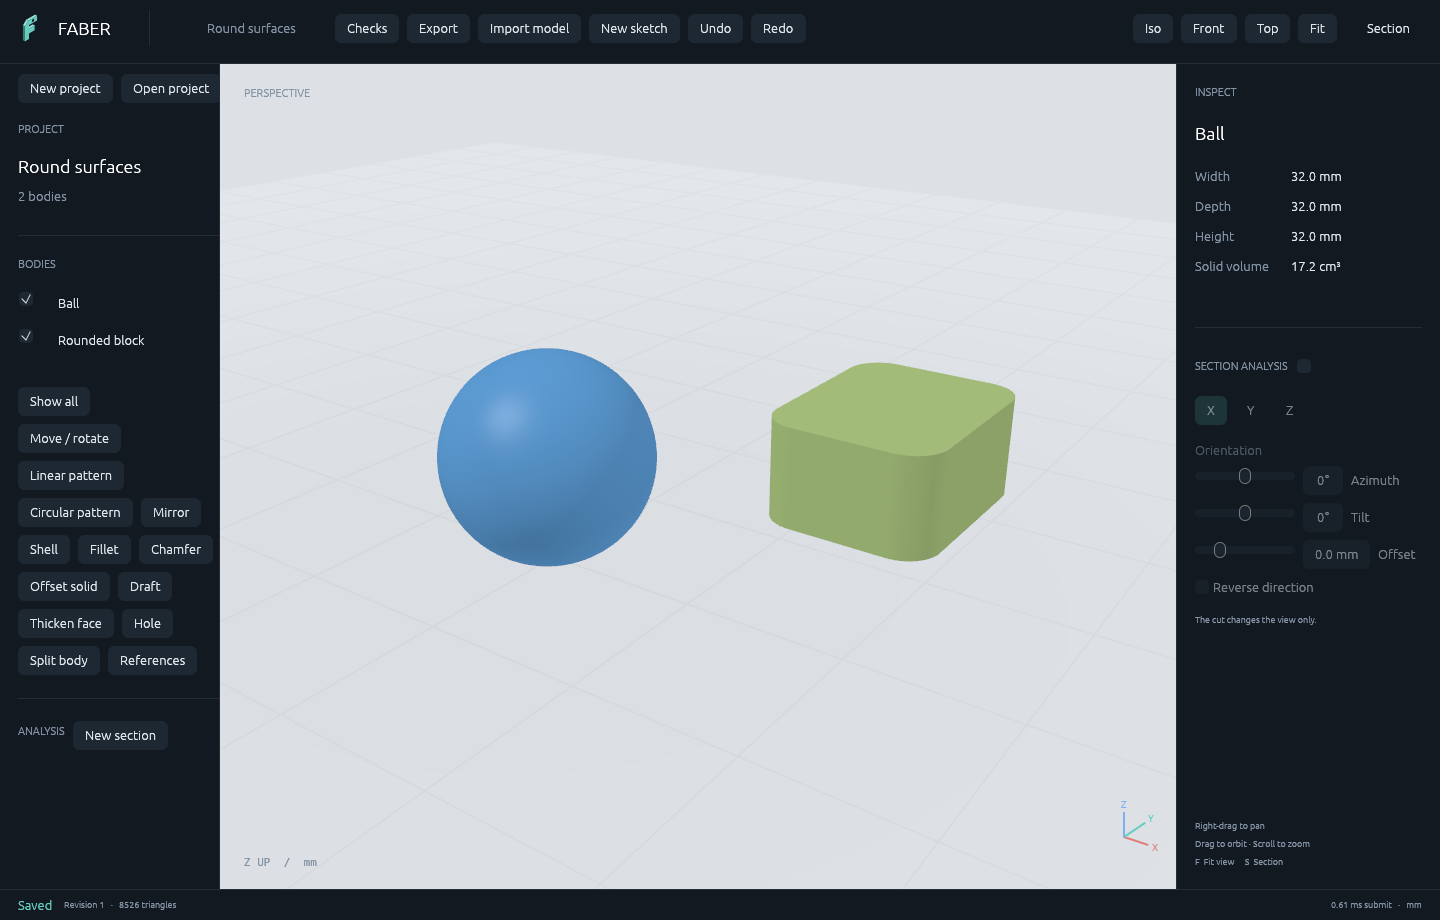 FABER
Round surfaces
Checks
Export
Import model
New sketch
Undo
Redo
Iso
Front
Top
Fit
Section
New project
Open project
PROJECT
Round surfaces
2 bodies
BODIES
Ball
Rounded block
Show all
Move / rotate
Linear pattern
Circular pattern
Mirror
Shell
Fillet
Chamfer
Offset solid
Draft
Thicken face
Hole
Split body
References
ANALYSIS
New section
PERSPECTIVE
Z UP / mm
Z
Y
X
INSPECT
Ball
Width 32.0 mm
Depth 32.0 mm
Height 32.0 mm
Solid volume 17.2 cm³
SECTION ANALYSIS
X Y Z
Orientation
0° Azimuth
0° Tilt
0.0 mm Offset
Reverse direction
The cut changes the view only.
Right-drag to pan
Drag to orbit · Scroll to zoom
F Fit view S Section
Saved Revision 1 · 8526 triangles
0.61 ms submit · mm